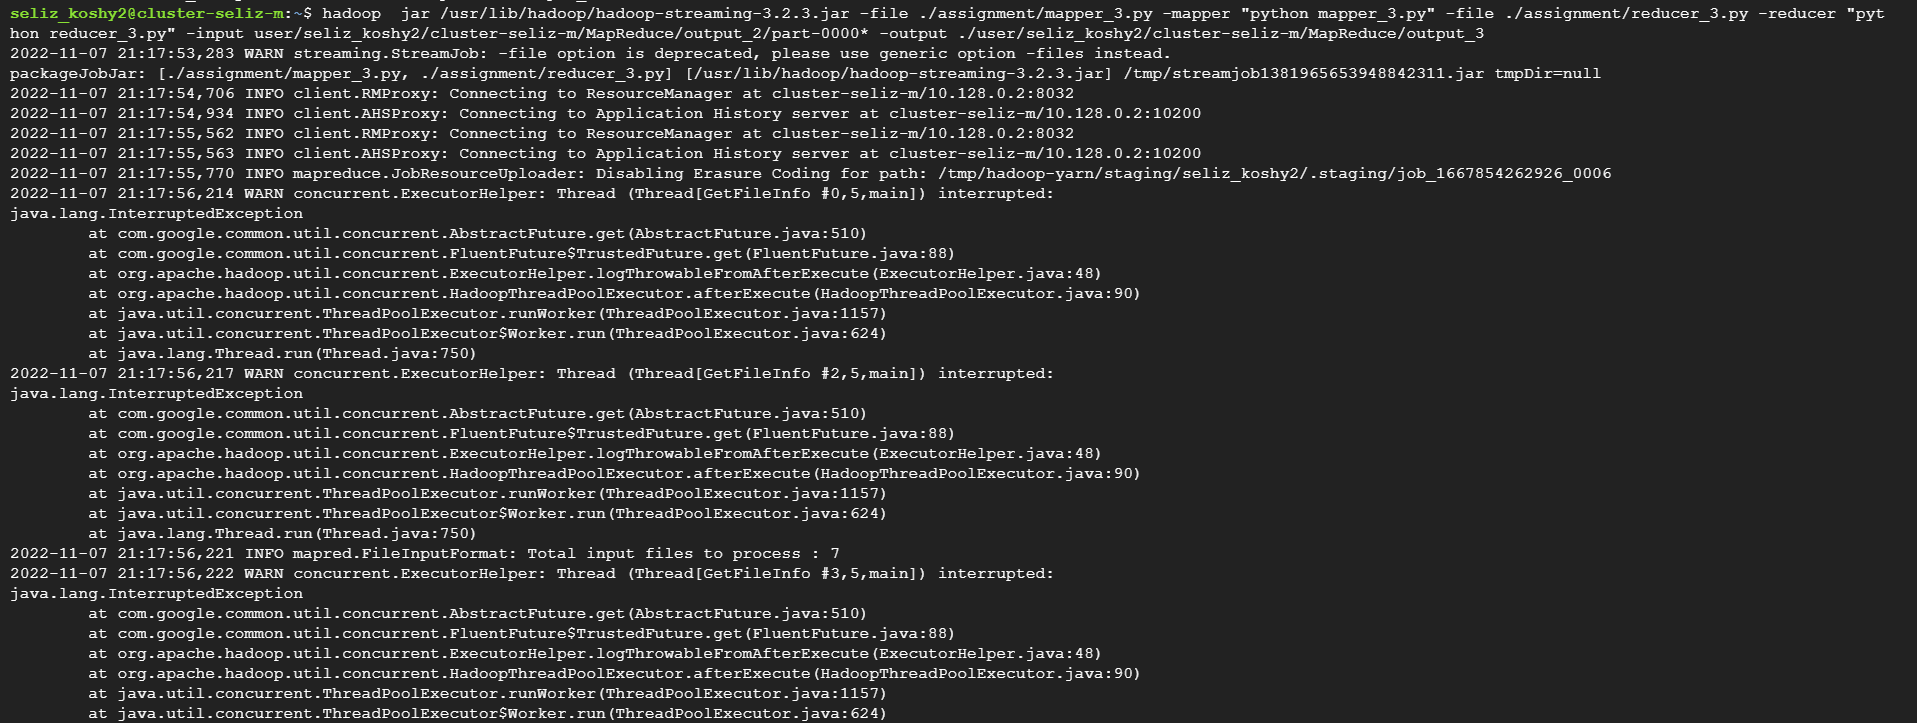 seliz_koshy2@cluster-seliz-m:~$ hadoop  jar /usr/lib/hadoop/hadoop-streaming-3.2.3.jar -file ./assignment/mapper_3.py -mapper "python mapper_3.py" -file ./assignment/reducer_3.py -reducer "pyt
hon reducer_3.py" -input user/seliz_koshy2/cluster-seliz-m/MapReduce/output_2/part-0000* -output ./user/seliz_koshy2/cluster-seliz-m/MapReduce/output_3
2022-11-07 21:17:53,283 WARN streaming.StreamJob: -file option is deprecated, please use generic option -files instead.
packageJobJar: [./assignment/mapper_3.py, ./assignment/reducer_3.py] [/usr/lib/hadoop/hadoop-streaming-3.2.3.jar] /tmp/streamjob1381965653948842311.jar tmpDir=null
2022-11-07 21:17:54,706 INFO client.RMProxy: Connecting to ResourceManager at cluster-seliz-m/10.128.0.2:8032
2022-11-07 21:17:54,934 INFO client.AHSProxy: Connecting to Application History server at cluster-seliz-m/10.128.0.2:10200
2022-11-07 21:17:55,562 INFO client.RMProxy: Connecting to ResourceManager at cluster-seliz-m/10.128.0.2:8032
2022-11-07 21:17:55,563 INFO client.AHSProxy: Connecting to Application History server at cluster-seliz-m/10.128.0.2:10200
2022-11-07 21:17:55,770 INFO mapreduce.JobResourceUploader: Disabling Erasure Coding for path: /tmp/hadoop-yarn/staging/seliz_koshy2/.staging/job_1667854262926_0006
2022-11-07 21:17:56,214 WARN concurrent.ExecutorHelper: Thread (Thread[GetFileInfo #0,5,main]) interrupted:
java.lang.InterruptedException
        at com.google.common.util.concurrent.AbstractFuture.get(AbstractFuture.java:510)
        at com.google.common.util.concurrent.FluentFuture$TrustedFuture.get(FluentFuture.java:88)
        at org.apache.hadoop.util.concurrent.ExecutorHelper.logThrowableFromAfterExecute(ExecutorHelper.java:48)
        at org.apache.hadoop.util.concurrent.HadoopThreadPoolExecutor.afterExecute(HadoopThreadPoolExecutor.java:90)
        at java.util.concurrent.ThreadPoolExecutor.runWorker(ThreadPoolExecutor.java:1157)
        at java.util.concurrent.ThreadPoolExecutor$Worker.run(ThreadPoolExecutor.java:624)
        at java.lang.Thread.run(Thread.java:750)
2022-11-07 21:17:56,217 WARN concurrent.ExecutorHelper: Thread (Thread[GetFileInfo #2,5,main]) interrupted:
java.lang.InterruptedException
        at com.google.common.util.concurrent.AbstractFuture.get(AbstractFuture.java:510)
        at com.google.common.util.concurrent.FluentFuture$TrustedFuture.get(FluentFuture.java:88)
        at org.apache.hadoop.util.concurrent.ExecutorHelper.logThrowableFromAfterExecute(ExecutorHelper.java:48)
        at org.apache.hadoop.util.concurrent.HadoopThreadPoolExecutor.afterExecute(HadoopThreadPoolExecutor.java:90)
        at java.util.concurrent.ThreadPoolExecutor.runWorker(ThreadPoolExecutor.java:1157)
        at java.util.concurrent.ThreadPoolExecutor$Worker.run(ThreadPoolExecutor.java:624)
        at java.lang.Thread.run(Thread.java:750)
2022-11-07 21:17:56,221 INFO mapred.FileInputFormat: Total input files to process : 7
2022-11-07 21:17:56,222 WARN concurrent.ExecutorHelper: Thread (Thread[GetFileInfo #3,5,main]) interrupted:
java.lang.InterruptedException
        at com.google.common.util.concurrent.AbstractFuture.get(AbstractFuture.java:510)
        at com.google.common.util.concurrent.FluentFuture$TrustedFuture.get(FluentFuture.java:88)
        at org.apache.hadoop.util.concurrent.ExecutorHelper.logThrowableFromAfterExecute(ExecutorHelper.java:48)
        at org.apache.hadoop.util.concurrent.HadoopThreadPoolExecutor.afterExecute(HadoopThreadPoolExecutor.java:90)
        at java.util.concurrent.ThreadPoolExecutor.runWorker(ThreadPoolExecutor.java:1157)
        at java.util.concurrent.ThreadPoolExecutor$Worker.run(ThreadPoolExecutor.java:624)